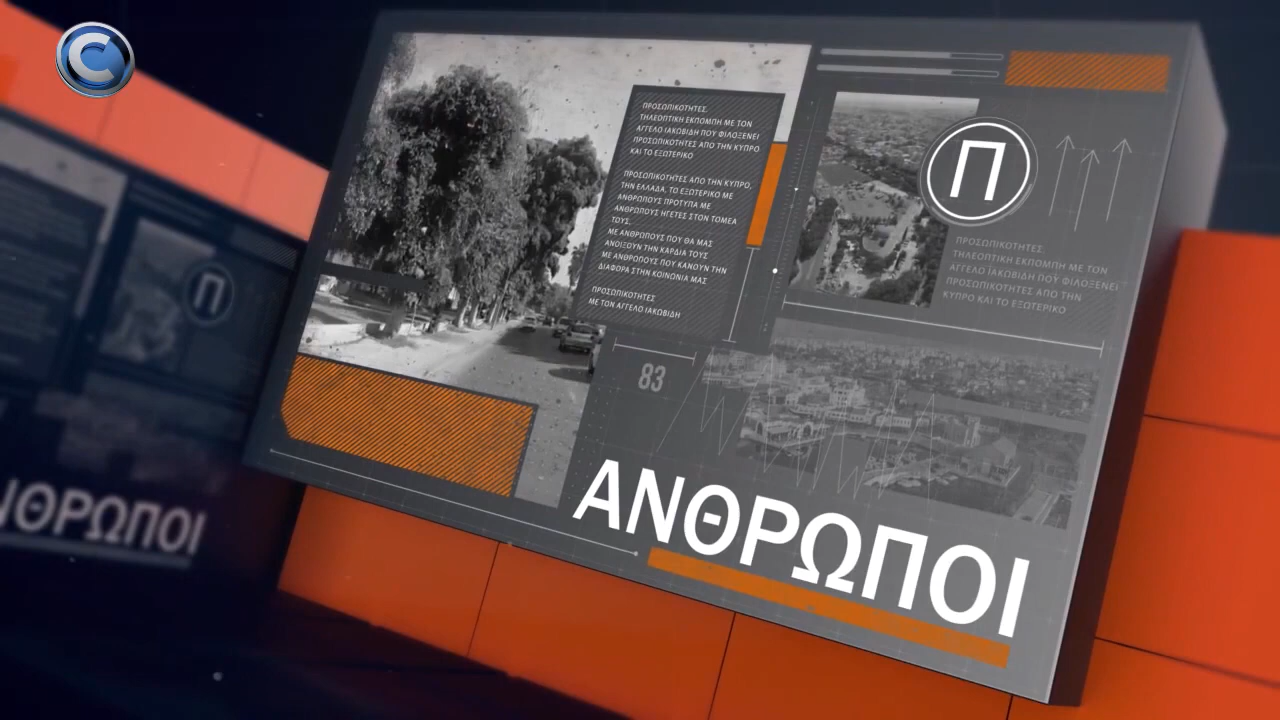 C
ΠΡΟΣΩΠΙΚΟΤΗΤΕΣ
ΤΗΛΕΟΠΤΙΚΗ ΕΚΠΟΜΠΗ ΜΕ ΤΟΝ
ΑΓΓΕΛΟ ΙΑΚΩΒΙΔΗ ΠΟΥ ΦΙΛΟΞΕΝΕΙ
ΠΡΟΣΩΠΙΚΟΤΗΤΕΣ ΑΠΟ ΤΗΝ ΚΥΠΡΟ
ΚΑΙ ΤΟ ΕΞΩΤΕΡΙΚΟ
ΠΡΟΣΩΠΙΚΟΤΗΤΕΣ ΑΠΟ ΤΗΝ ΚΥΠΡΟ,
ΤΗΝ ΕΛΛΑΔΑ, ΤΟ ΕΞΩΤΕΡΙΚΟ ΜΕ
ΑΝΘΡΩΠΟΥΣ ΠΡΟΤΥΠΑ ΜΕ
ΑΝΘΡΩΠΟΥΣ ΗΓΕΤΕΣ ΣΤΟΝ ΤΟΜΕΑ
ΤΟΥΣ.
ΜΕ ΑΝΘΡΩΠΟΥΣ ΠΟΥ ΘΑ ΜΑΣ
ΑΝΟΙΞΟΥΝ ΤΗΝ ΚΑΡΔΙΑ ΤΟΥΣ
ΜΕ ΑΝΘΡΩΠΟΥΣ ΠΟΥ ΚΑΝΟΥΝ ΤΗΝ
ΔΙΑΦΟΡΑ ΣΤΗΝ ΚΟΙΝΩΝΙΑ ΜΑΣ
ΠΡΟΣΩΠΙΚΟΤΗΤΕΣ
ΜΕ ΤΟΝ ΑΓΓΕΛΟ ΙΑΚΩΒΙΔΗ
Π
ΠΡΟΣΩΠΙΚΟΤΗΤΕΣ
ΤΗΛΕΟΠΤΙΚΗ ΕΚΠΟΜΠΗ ΜΕ ΤΟΝ
ΑΓΓΕΛΟ ΙΑΚΩΒΙΔΗ ΠΟΥ ΦΙΛΟΞΕΝΕΙ
ΠΡΟΣΩΠΙΚΟΤΗΤΕΣ ΑΠΟ ΤΗΝ
ΚΥΠΡΟ ΚΑΙ ΤΟ ΕΞΩΤΕΡΙΚΟ
83
ΑΝΘΡΩΠΟΙ
Π
ΝΘΡΩΠΟΙ